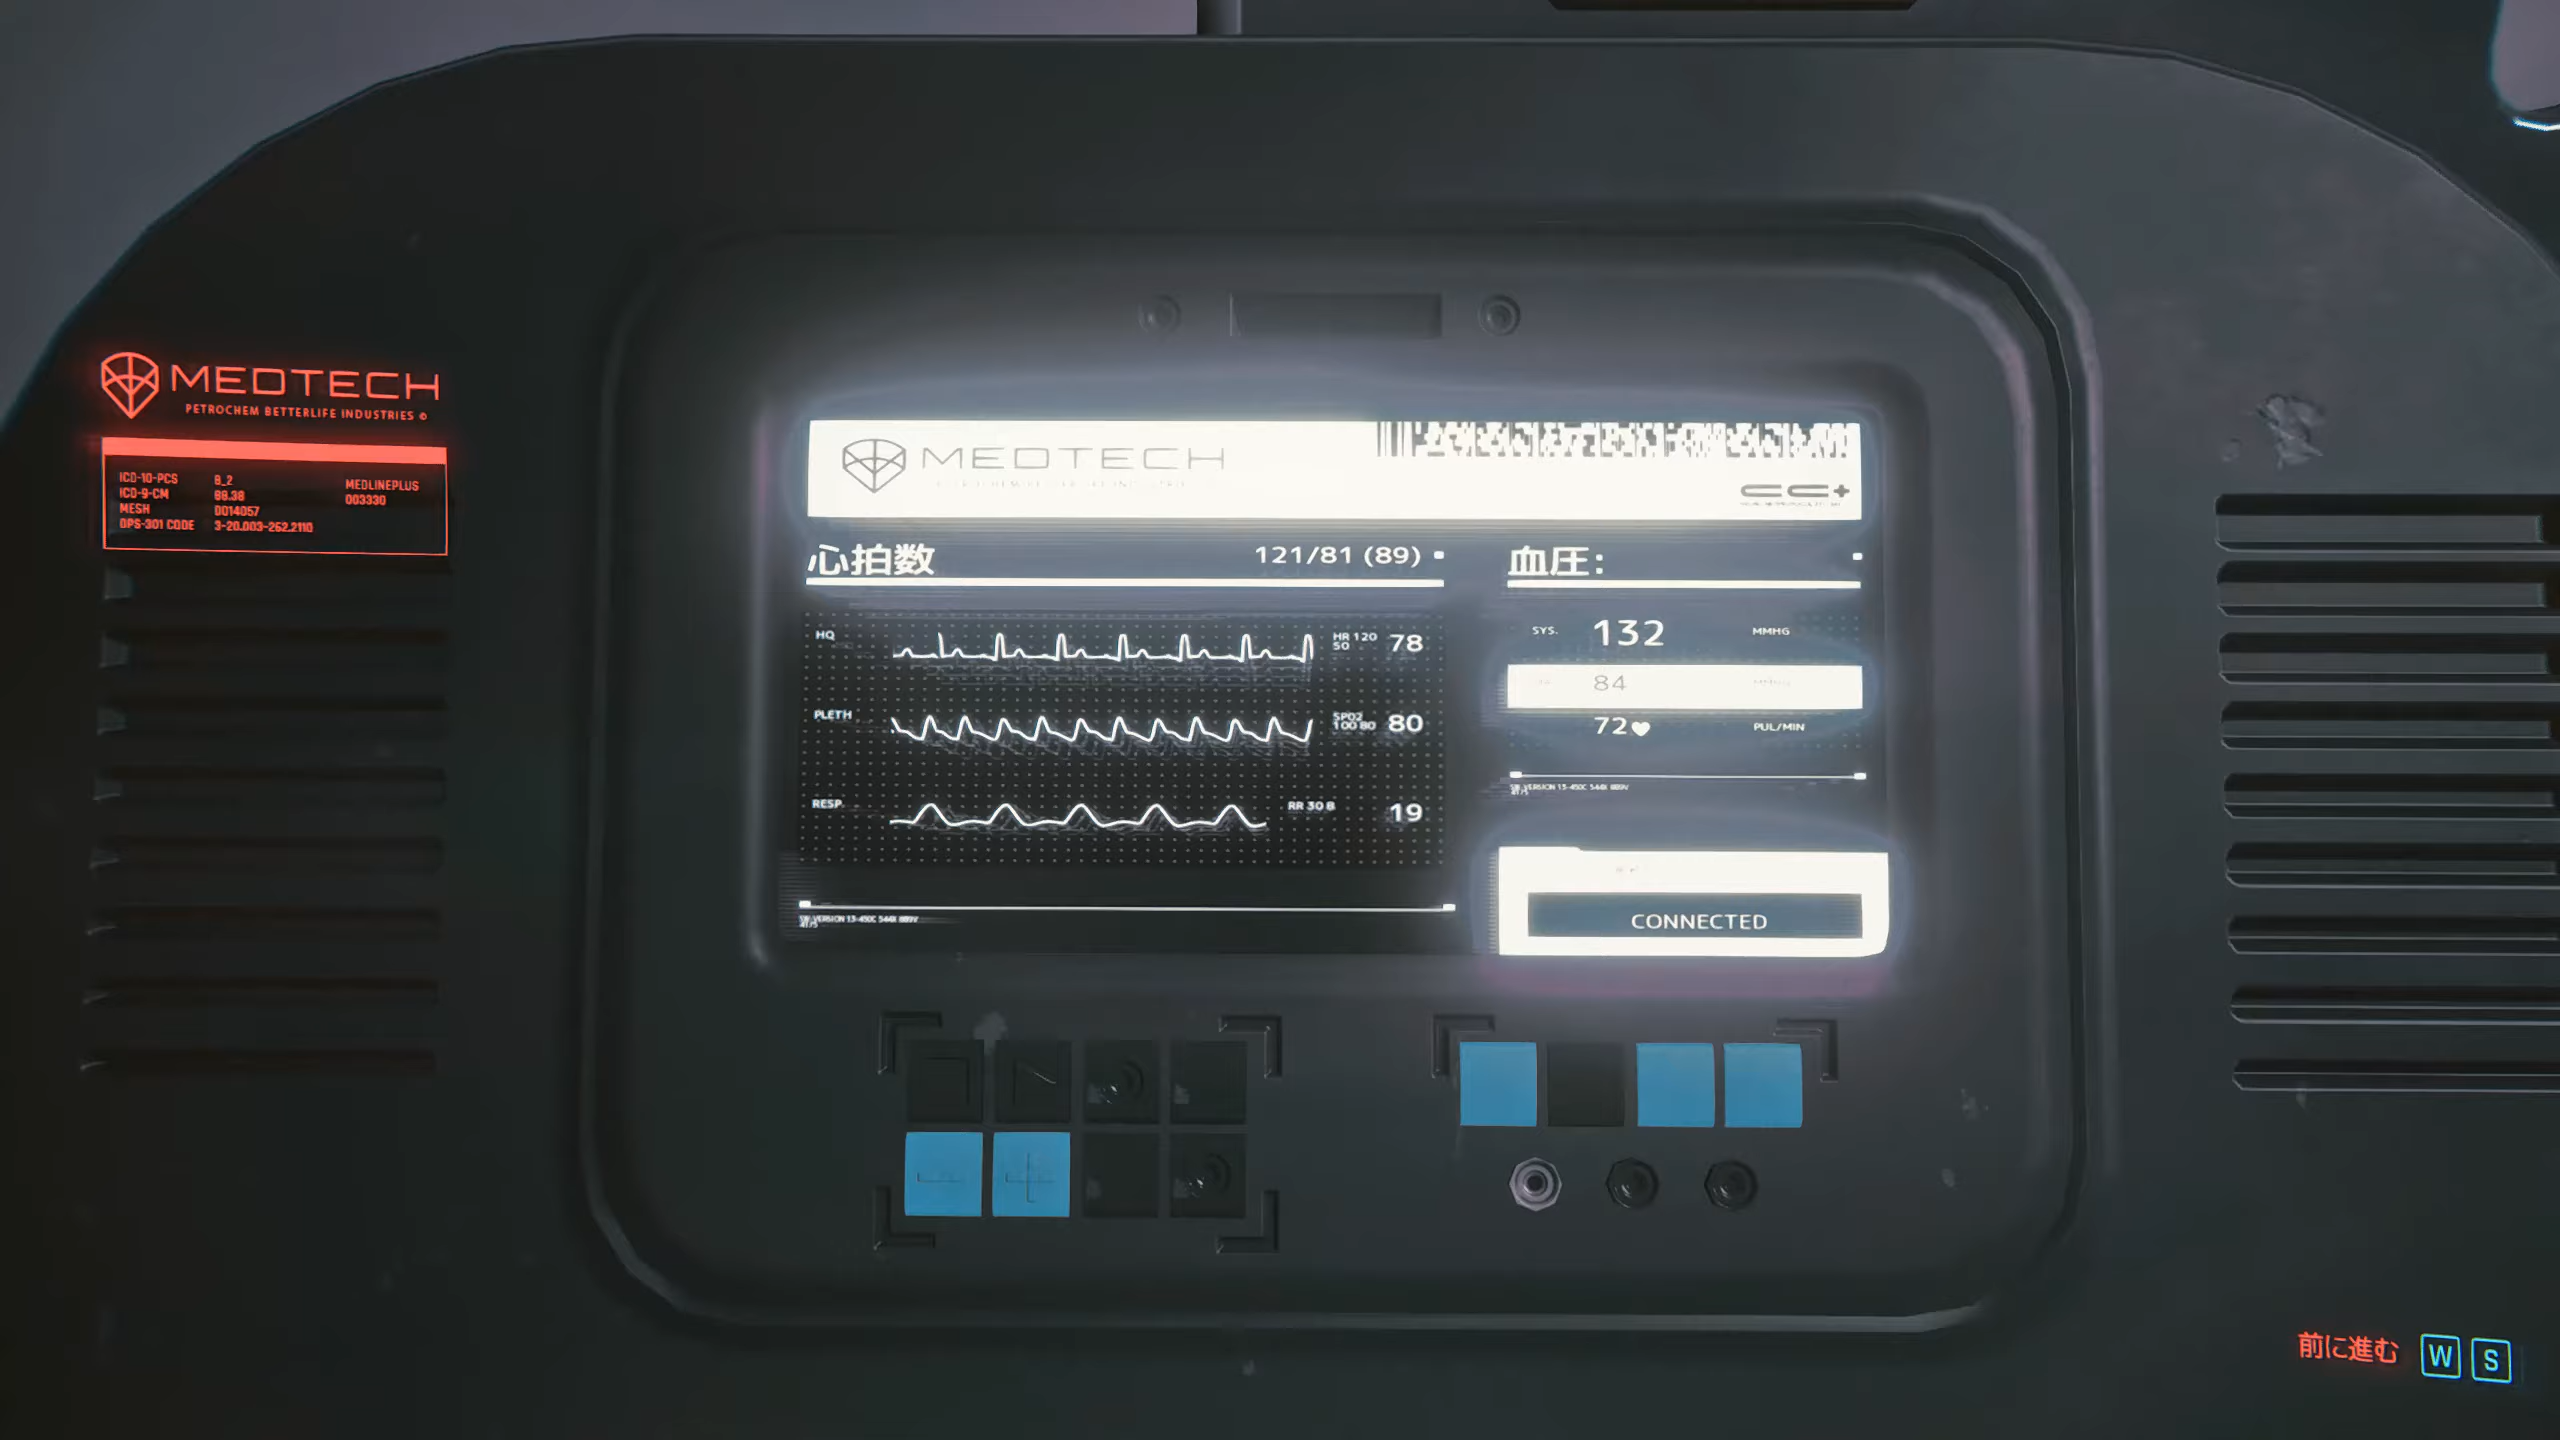 MEDTECH
PETROCHEM BETTERLIFE INDUSTRIES ©
ICD-10-PCS B_2 MEDLINEPLUS
ICD-9-CM 88.38 003330
MESH D014057
OPS-301 CODE 3-20.003-262.2110
MEDTECH
CC+
心拍数 121/81 (89)
血圧:
HQ HR 120 50 78
PLETH SPO2 100 80 80
RESP. RR 30 8 19
SYS. 132 MMHG
84
72 PUL/MIN
CONNECTED
前に進む W S